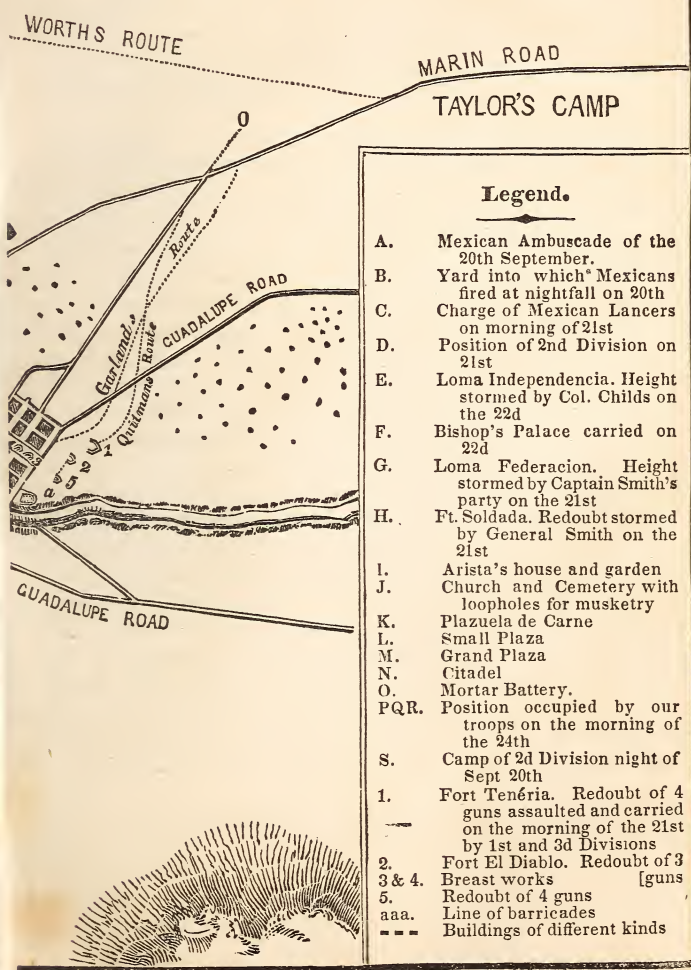 WORTHS ROUTE
MARIN ROAD
TAYLOR'S CAMP
O
Route
Garland's
GUADALUPE ROAD
Quitmans Route
1
2
5
a
GUADALUPE ROAD
Legend.
A. Mexican Ambuscade of the
20th September.
B. Yard into which Mexicans
fired at nightfall on 20th
C. Charge of Mexican Lancers
on morning of 21st
D. Position of 2nd Division on
21st
E. Loma Independencia. Height
stormed by Col. Childs on
the 22d
F. Bishop's Palace carried on
22d
G. Loma Federacion. Height
stormed by Captain Smith's
party on the 21st
H. Ft. Soldada. Redoubt stormed
by General Smith on the
21st
I. Arista's house and garden
J. Church and Cemetery with
loopholes for musketry
K. Plazuela de Carne
L. Small Plaza
M. Grand Plaza
N. Citadel
O. Mortar Battery.
PQR. Position occupied by our
troops on the morning of
the 24th
S. Camp of 2d Division night of
Sept 20th
1. Fort Tenéria. Redoubt of 4
guns assaulted and carried
on the morning of the 21st
by 1st and 3d Divisions
2. Fort El Diablo. Redoubt of 3
3 & 4. Breast works [guns
5. Redoubt of 4 guns
aaa. Line of barricades
Buildings of different kinds